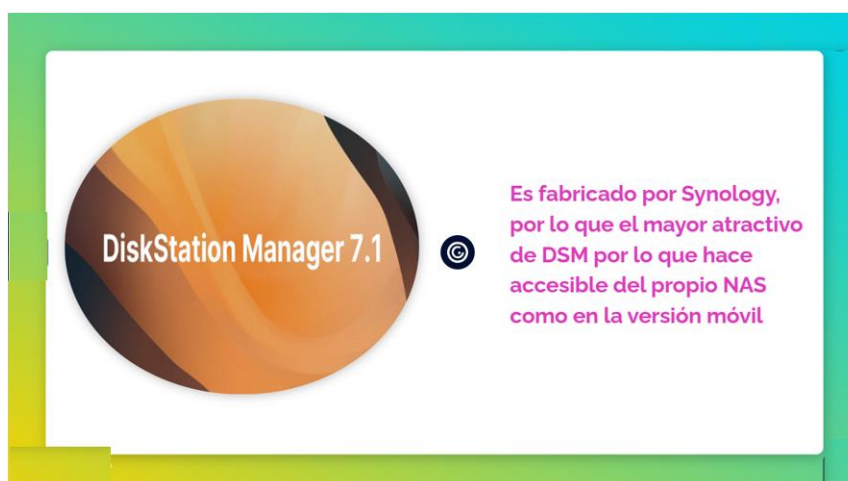 DiskStation Manager 7.1
Es fabricado por Synology,
por lo que el mayor atractivo
de DSM por lo que hace
accesible del propio NAS
como en la versión móvil